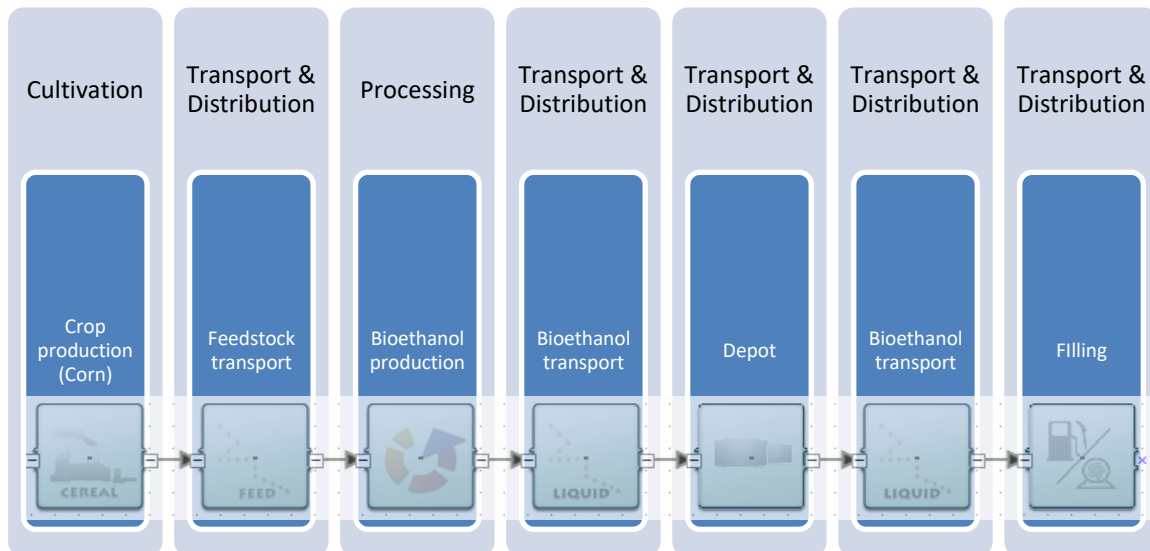 Cultivation
Transport &
Distribution
Processing
Transport &
Distribution
Transport &
Distribution
Transport &
Distribution
Transport &
Distribution
Crop
production
(Corn)
Feedstock
transport
Bioethanol
production
Bioethanol
transport
Depot
Bioethanol
transport
FIlling
CEREAL
FEED
LIQUID
LIQUID